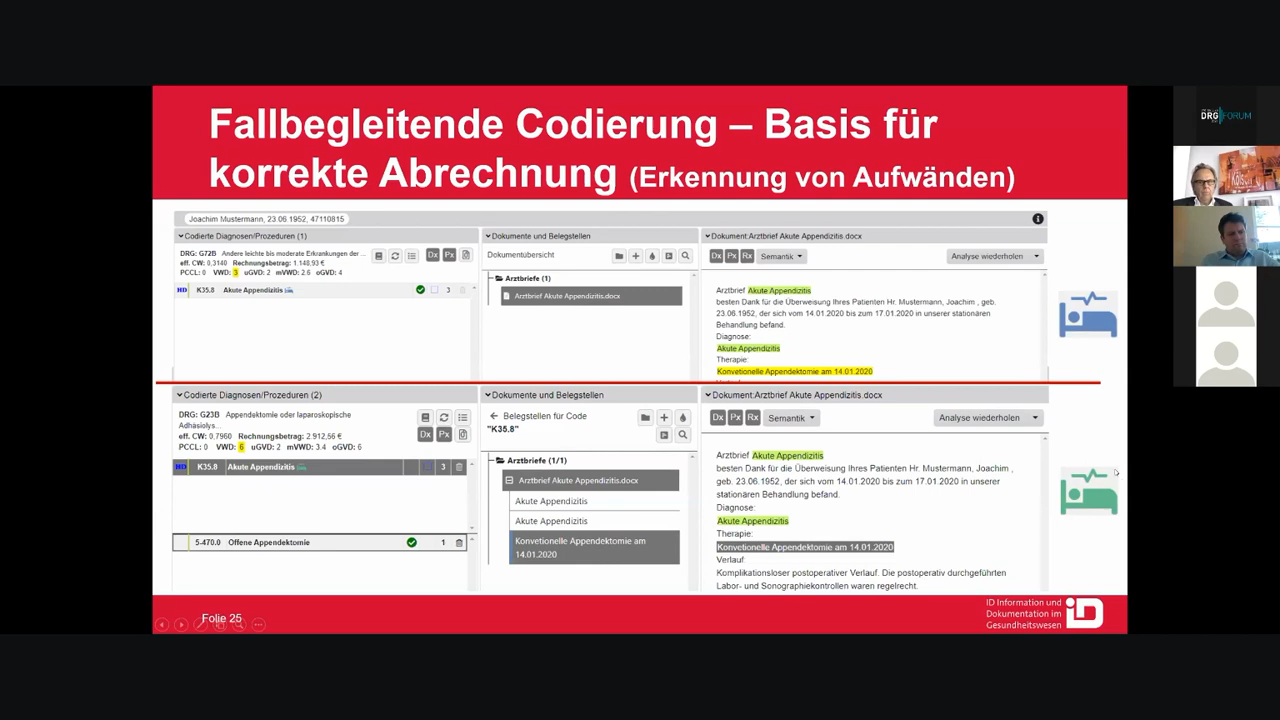 Fallbegleitende Codierung – Basis für
korrekte Abrechnung (Erkennung von Aufwänden)
Joachim Mustermann, 23.06.1952, 47110815
Codierte Diagnosen/Prozeduren (1)
DRG: G72B Andere leichte bis moderate Erkrankungen der ...
eff. CW: 0,3140 Rechnungsbetrag: 1.148,93 €
PCCL: 0 VWD: 3 uGVD: 2 mVWD: 2.6 oGVD: 4
Dx Px
HD K35.8 Akute Appendizitis 3
Dokumente und Belegstellen
Dokumentübersicht
Arztbriefe (1)
Arztbrief Akute Appendizitis.docx
Dokument:Arztbrief Akute Appendizitis.docx
Dx Px Rx Semantik Analyse wiederholen
Arztbrief Akute Appendizitis
besten Dank für die Überweisung Ihres Patienten Hr. Mustermann, Joachim , geb.
23.06.1952, der sich vom 14.01.2020 bis zum 17.01.2020 in unserer stationären
Behandlung befand.
Diagnose:
Akute Appendizitis
Therapie:
Konvetionelle Appendektomie am 14.01.2020
Codierte Diagnosen/Prozeduren (2)
DRG: G23B Appendektomie oder laparoskopische
Adhäsiolys...
eff. CW: 0,7960 Rechnungsbetrag: 2.912,56 €
PCCL: 0 VWD: 6 uGVD: 2 mVWD: 3.4 oGVD: 6
Dx Px
HD K35.8 Akute Appendizitis 3
5-470.0 Offene Appendektomie 1
Dokumente und Belegstellen
Belegstellen für Code
"K35.8"
Arztbriefe (1/1)
Arztbrief Akute Appendizitis.docx
Akute Appendizitis
Akute Appendizitis
Konvetionelle Appendektomie am
14.01.2020
Dokument:Arztbrief Akute Appendizitis.docx
Dx Px Rx Semantik Analyse wiederholen
Arztbrief Akute Appendizitis
besten Dank für die Überweisung Ihres Patienten Hr. Mustermann, Joachim ,
geb. 23.06.1952, der sich vom 14.01.2020 bis zum 17.01.2020 in unserer
stationären Behandlung befand.
Diagnose:
Akute Appendizitis
Therapie:
Konvetionelle Appendektomie am 14.01.2020
Verlauf:
Komplikationsloser postoperativer Verlauf. Die postoperativ durchgeführten
Labor- und Sonographiekontrollen waren regelrecht.
Folie 25
ID Information und
Dokumentation im
Gesundheitswesen
iD
DRG FORUM
Kölsch